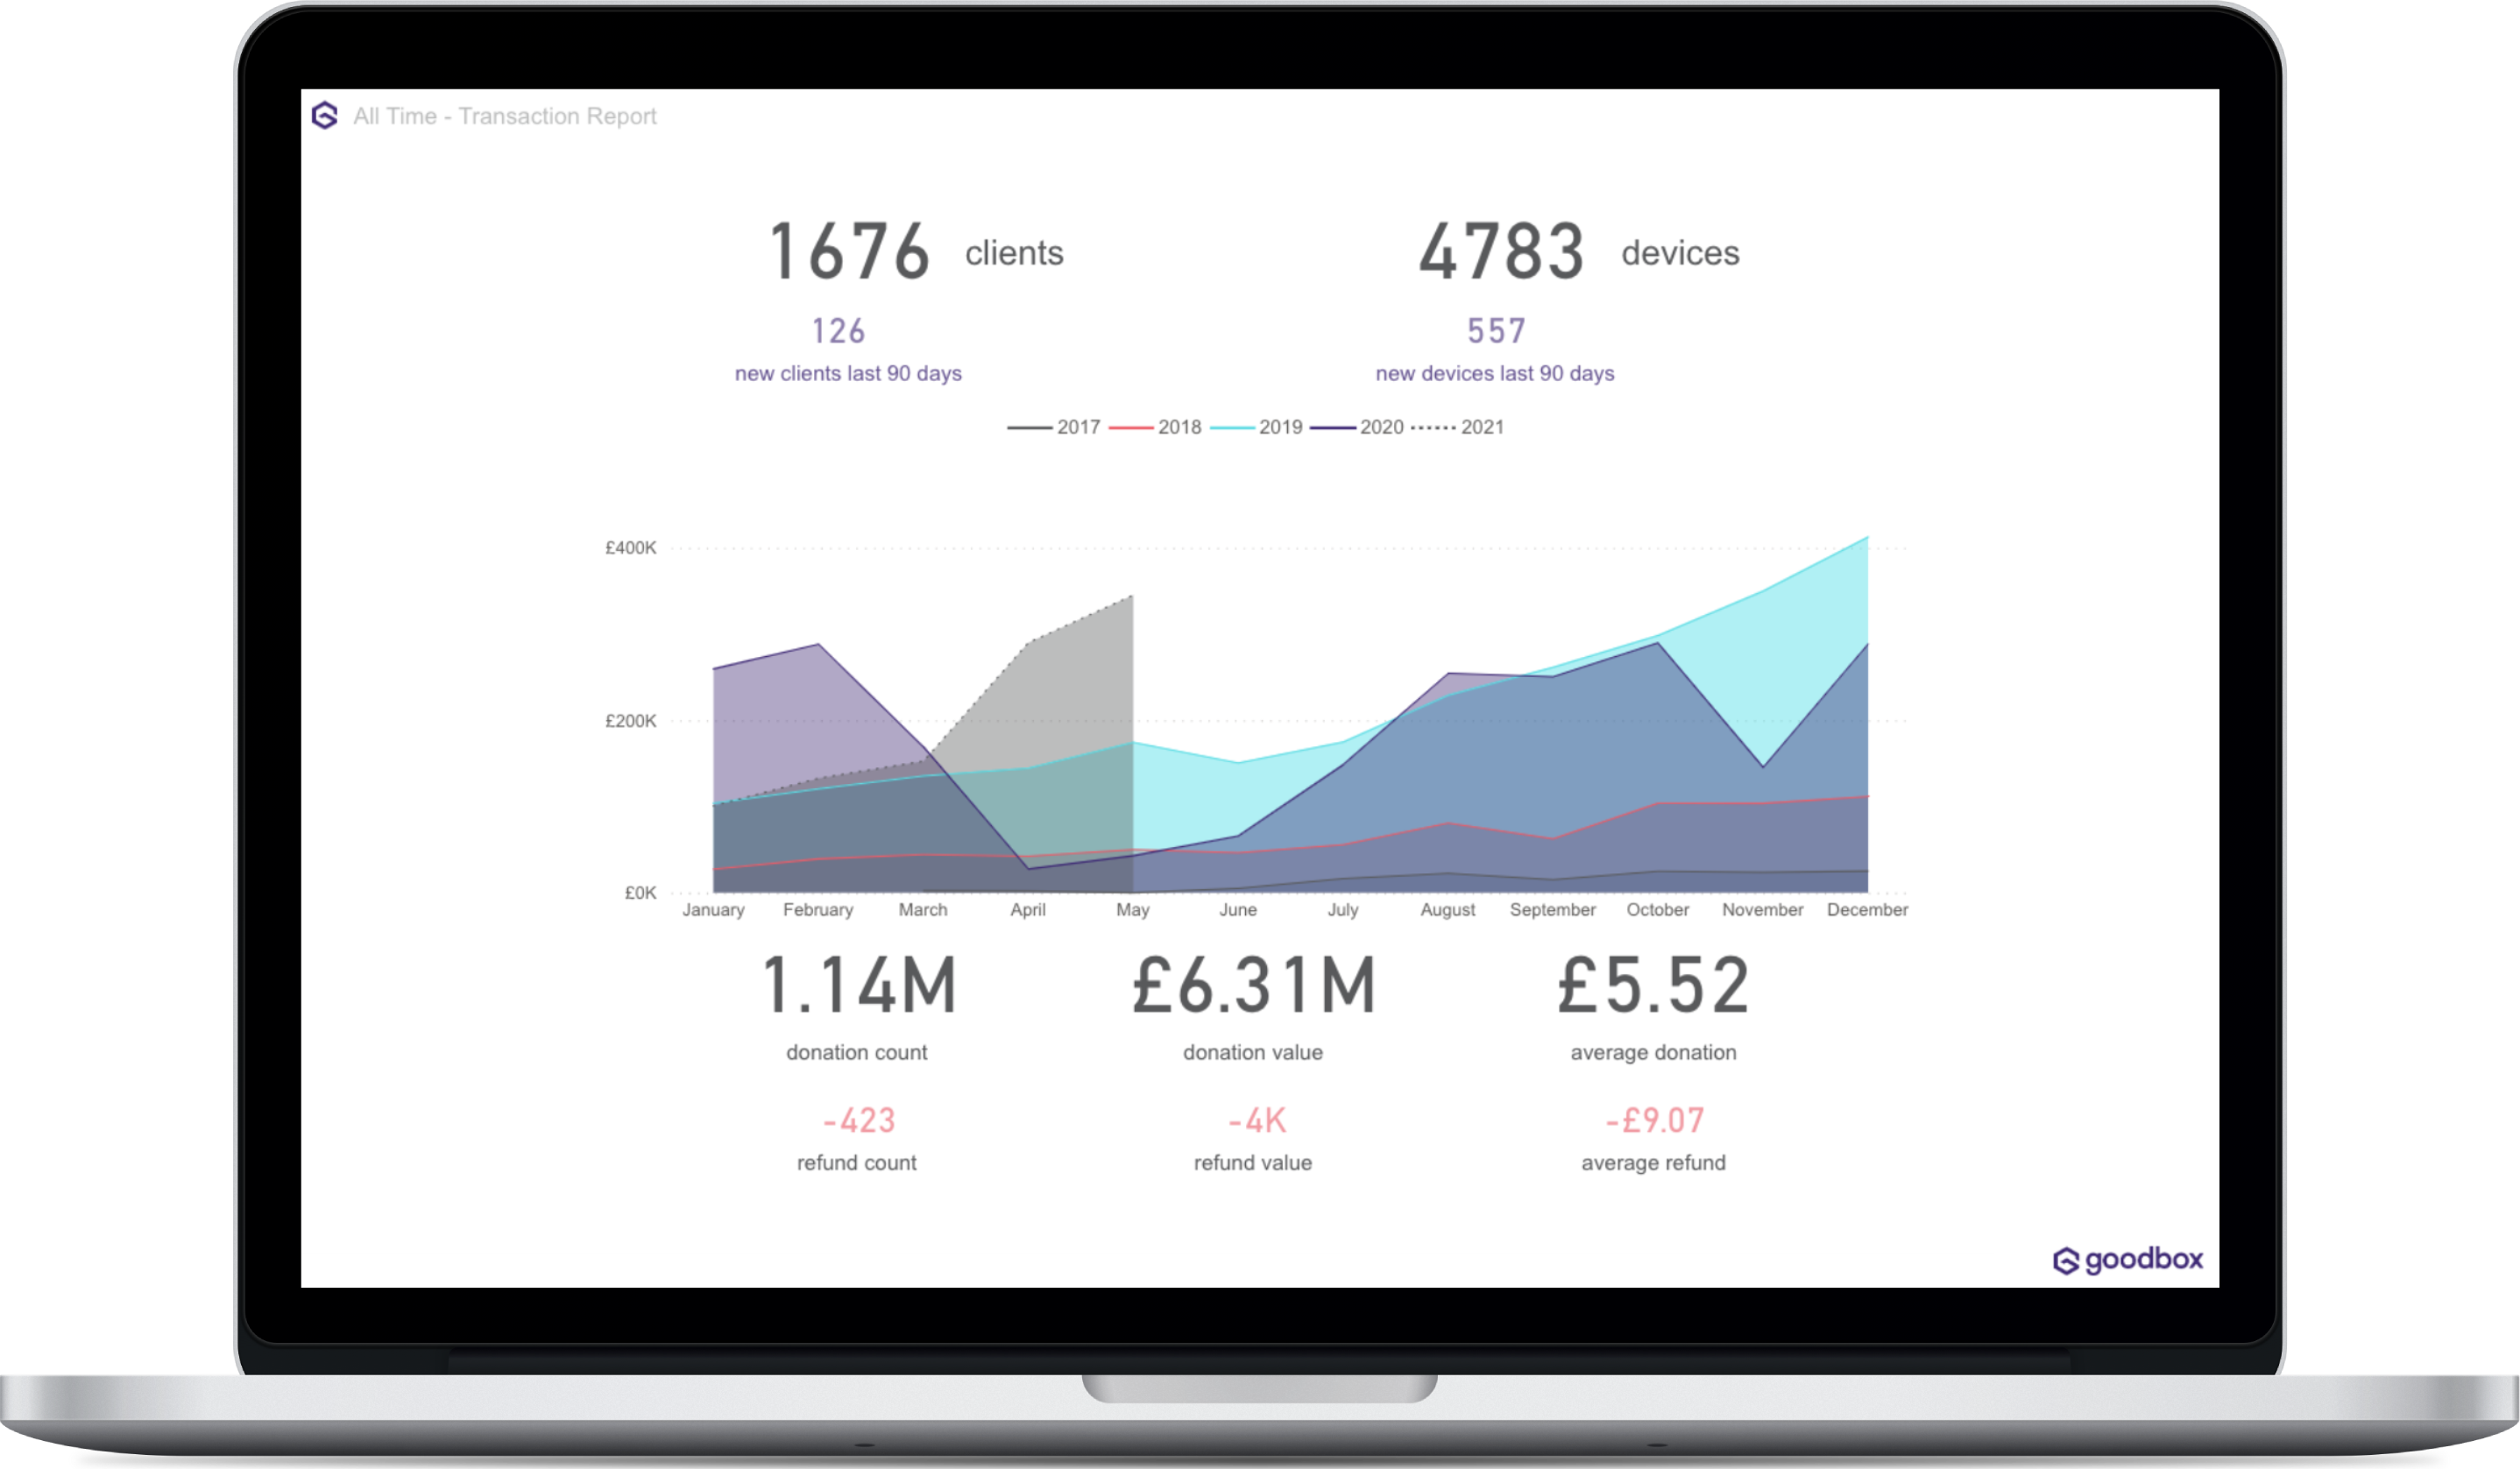 All Time - Transaction Report
1676 clients
4783 devices
126
557
new clients last 90 days
new devices last 90 days
2017 2018 2019 2020 2021
£400K
£200K
£0K
January February March April May June July August September October November December
1.14M £6.31M £5.52
donation count donation value average donation
-423 -4K -£9.07
refund count refund value average refund
goodbox